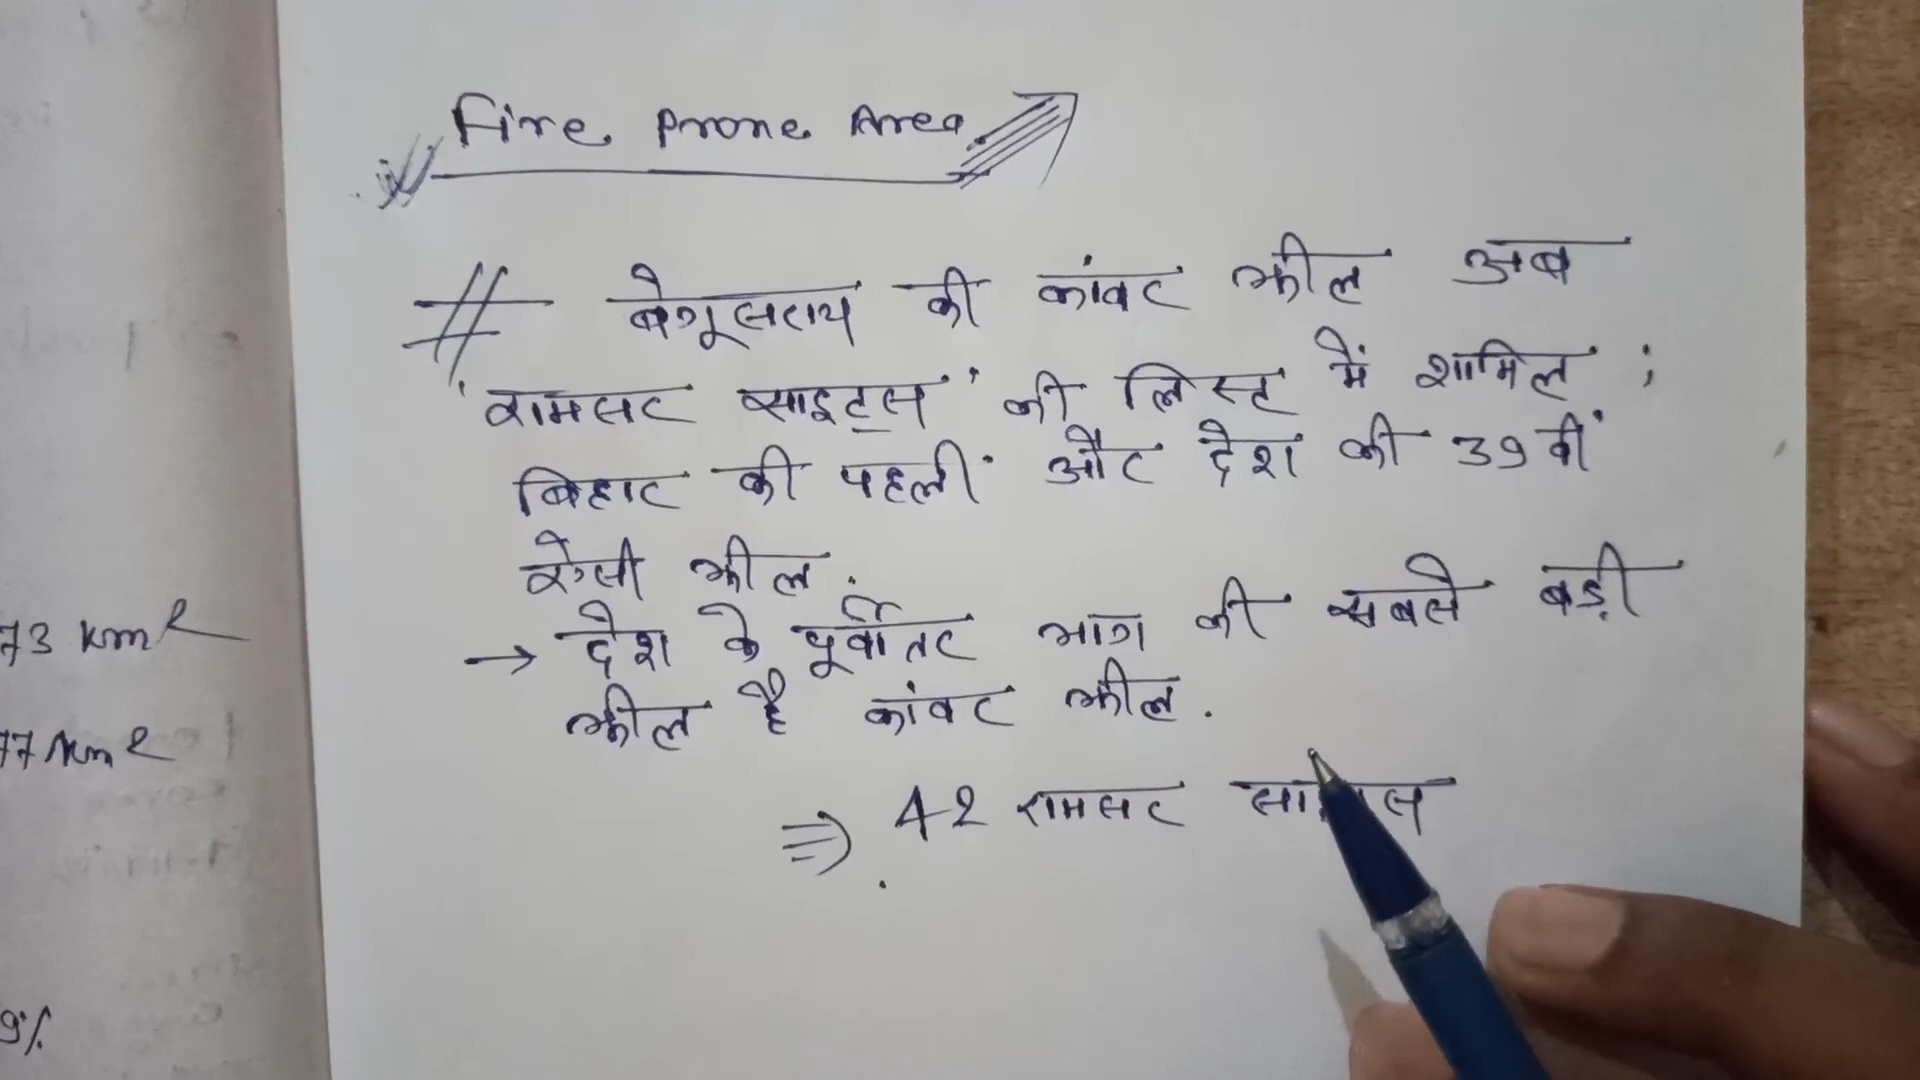 Fire Prone Area
# बेगूसराय की कांवर झील अब
'रामसर साइट्स' की लिस्ट में शामिल ;
बिहार की पहली और देश की 39 वीं
ऐसी झील.
→ देश के पूर्वोत्तर भाग की सबसे बड़ी
झील है कांवर झील.
⇒ 42 रामसर
73 km2
77 km2
9%